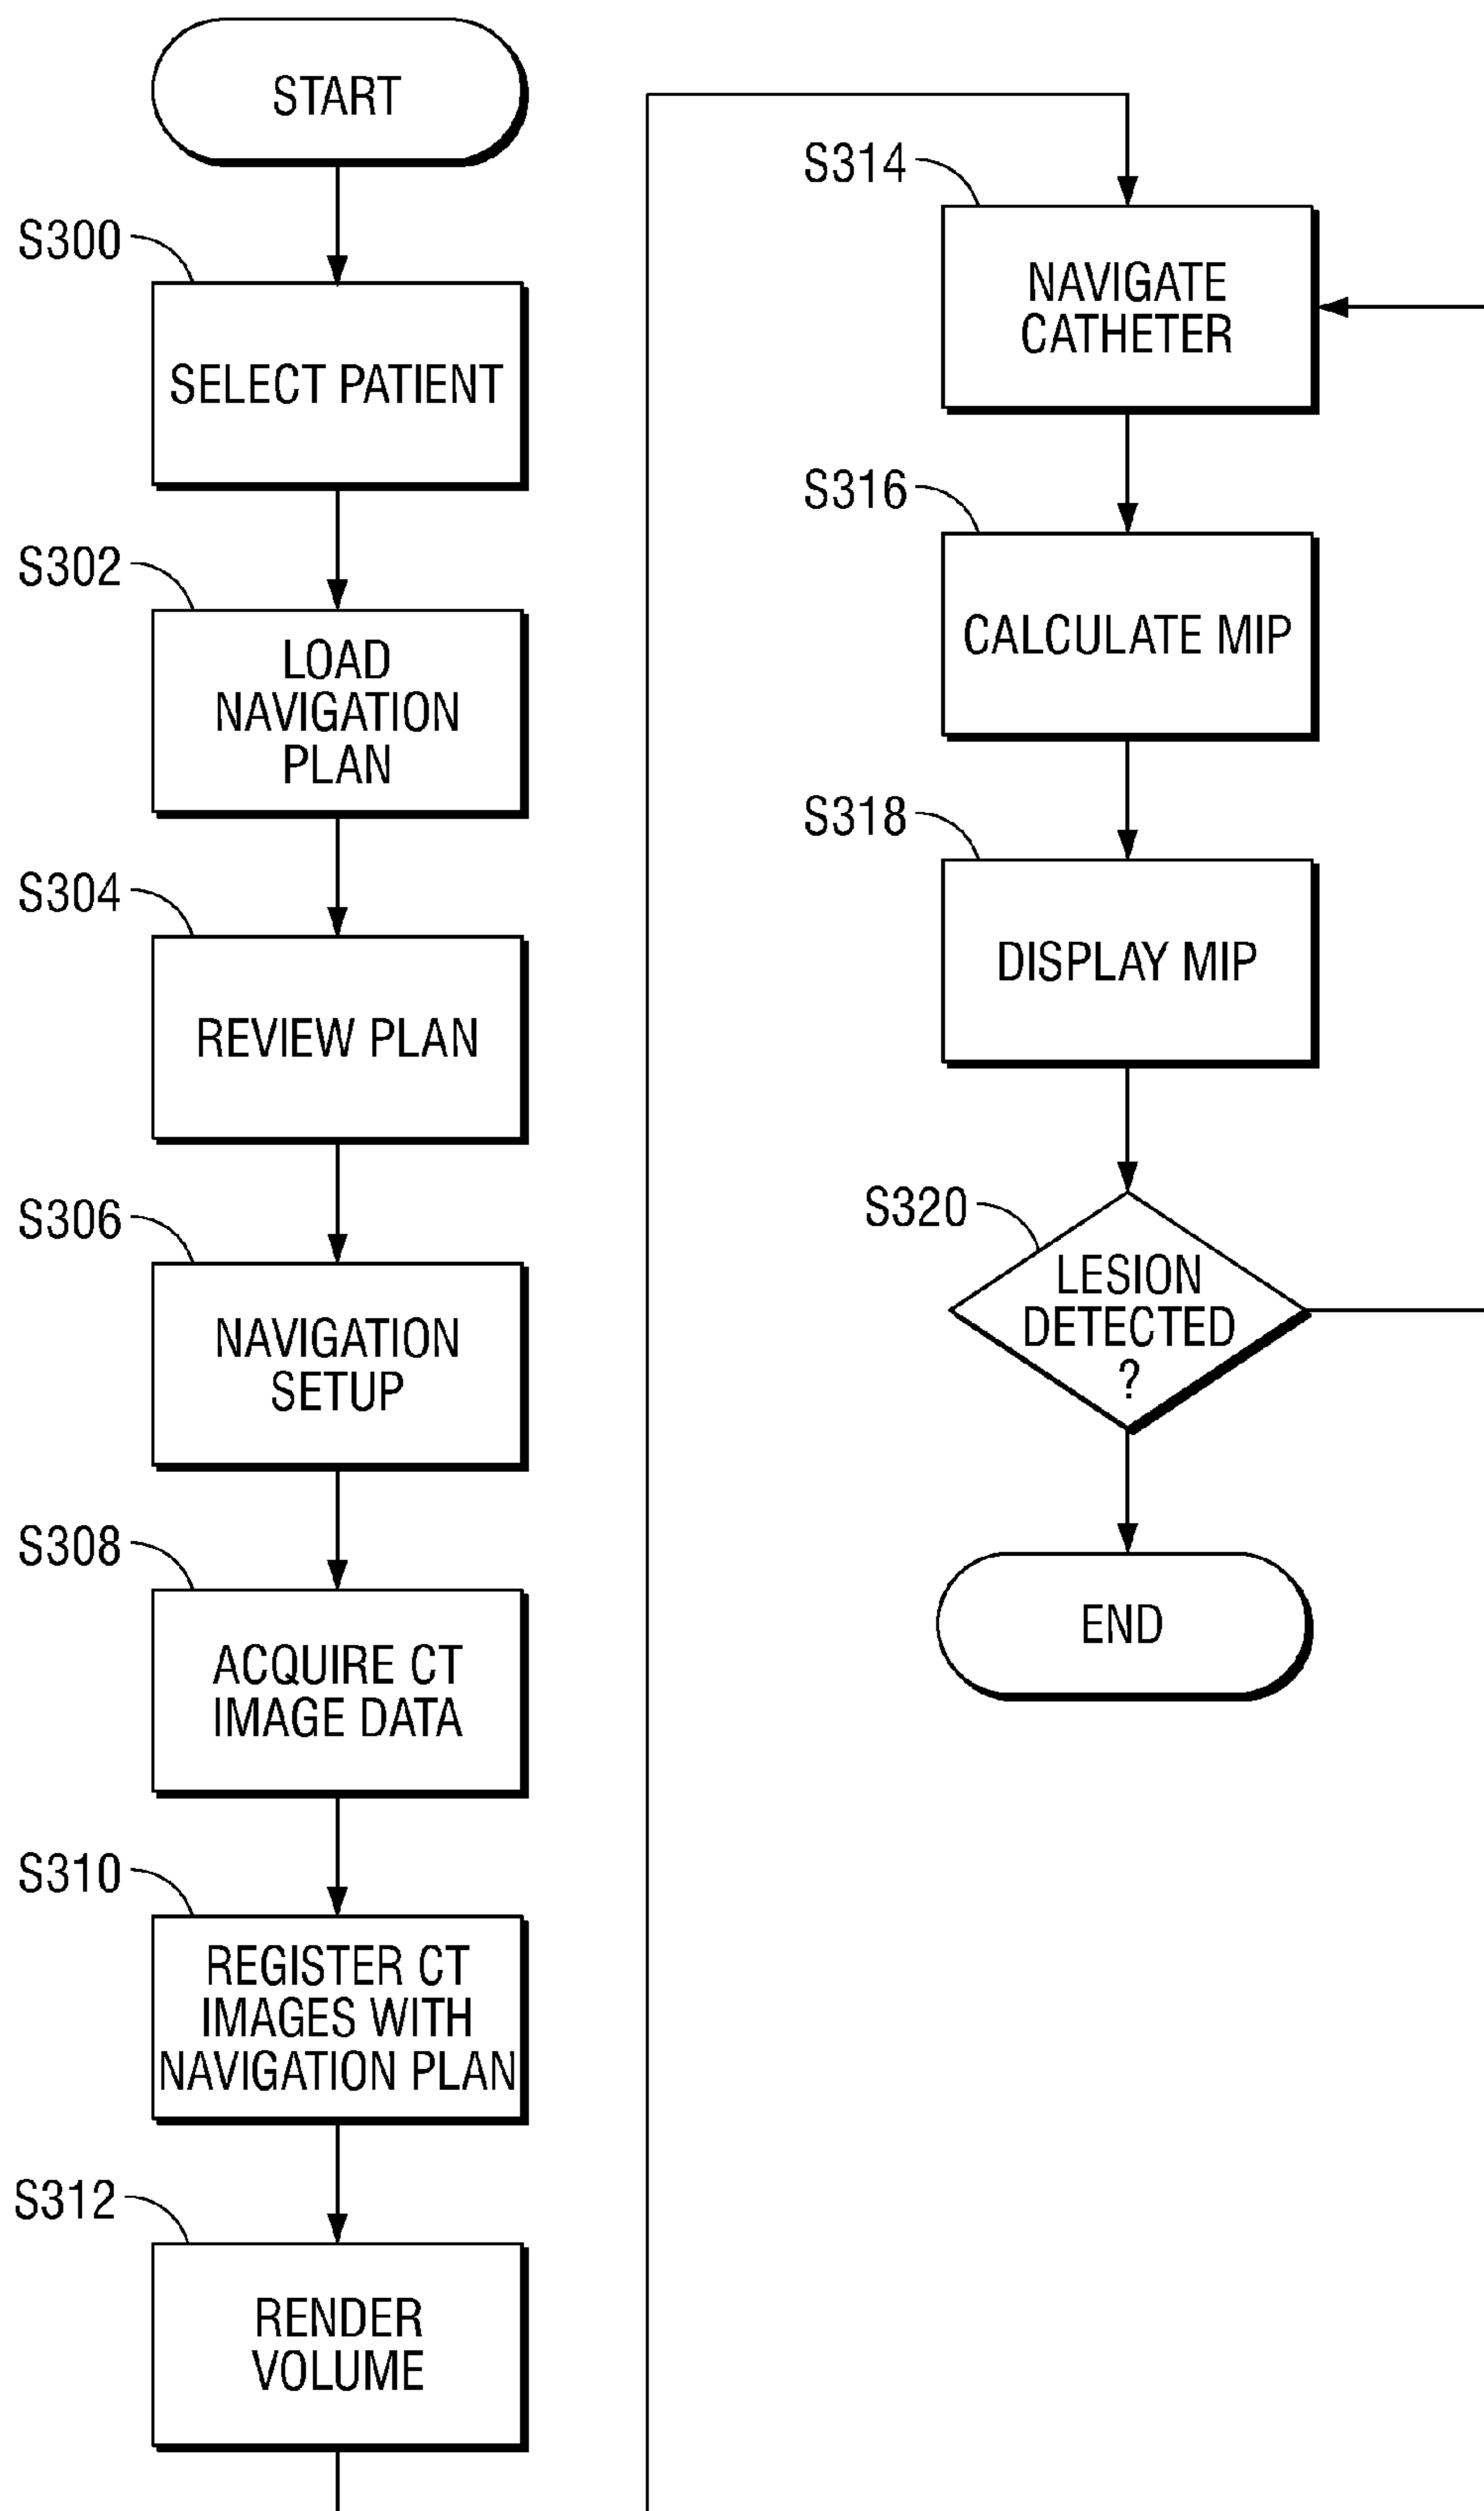 START
S300
SELECT PATIENT
S302
LOAD
NAVIGATION
PLAN
S304
REVIEW PLAN
S306
NAVIGATION
SETUP
S308
ACQUIRE CT
IMAGE DATA
S310
REGISTER CT
IMAGES WITH
NAVIGATION PLAN
S312
RENDER
VOLUME
S314
NAVIGATE
CATHETER
S316
CALCULATE MIP
S318
DISPLAY MIP
S320
LESION
DETECTED
?
END